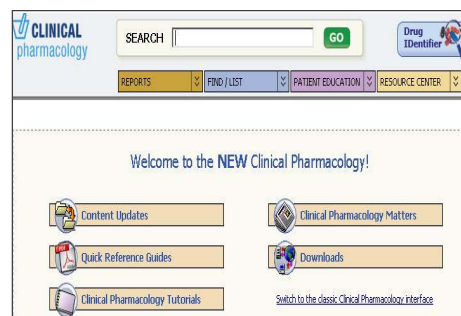 CLINICAL
pharmacology
SEARCH
GO
Drug
IDentifier
REPORTS
FIND / LIST
PATIENT EDUCATION
RESOURCE CENTER
Welcome to the NEW Clinical Pharmacology!
Content Updates
Clinical Pharmacology Matters
Quick Reference Guides
Downloads
Clinical Pharmacology Tutorials
Switch to the classic Clinical Pharmacology interface